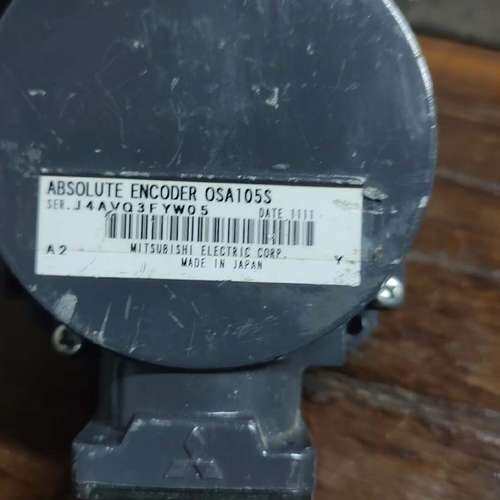 ABSOLUTE ENCODER OSA105S
SER. J4AVQ3FYW05 DATE 1111
A2 MITSUBISHI ELECTRIC CORP. Y
MADE IN JAPAN